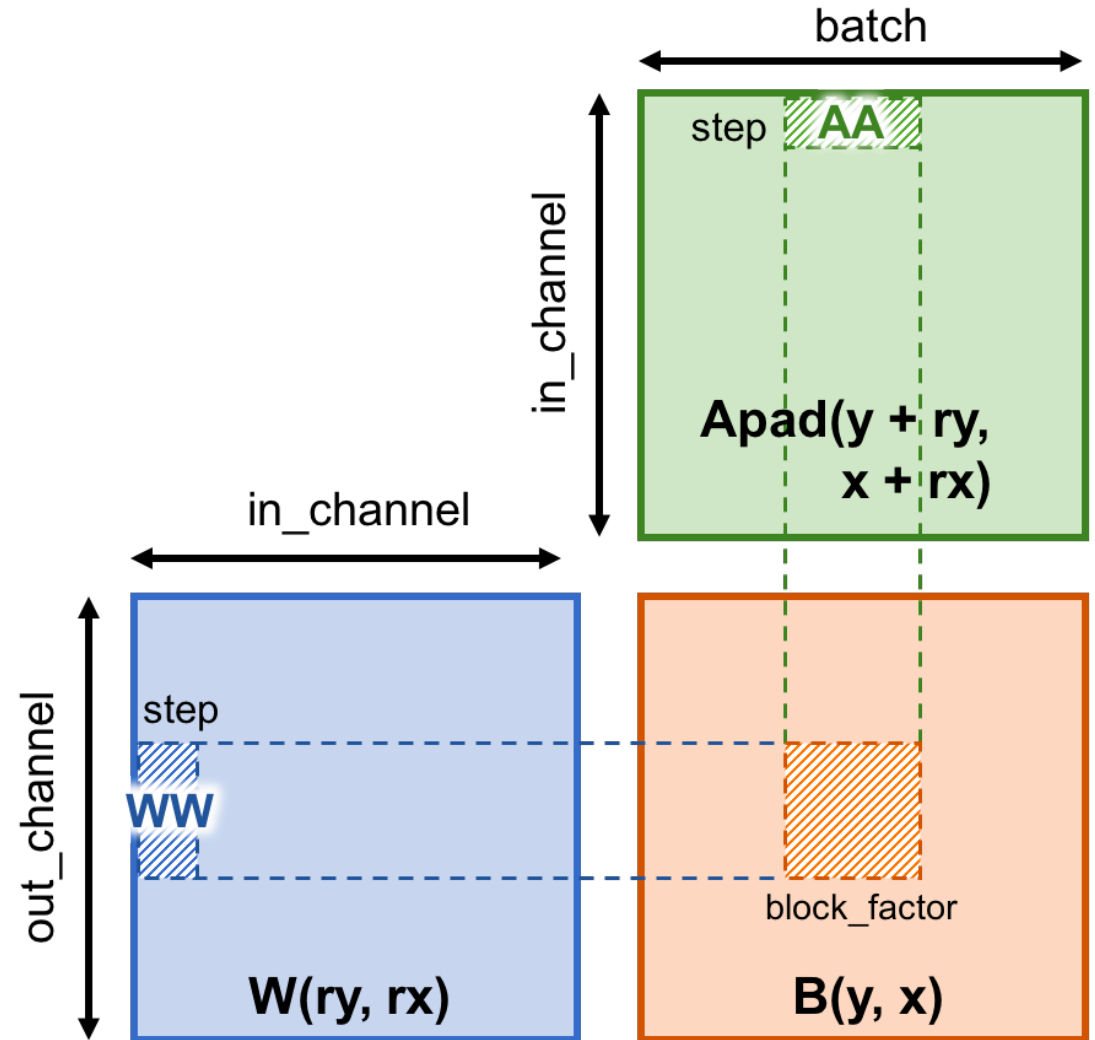 batch
step
AA
in_channel
Apad(y + ry,
x + rx)
in_channel
step
out_channel
WW
block_factor
W(ry, rx)
B(y, x)